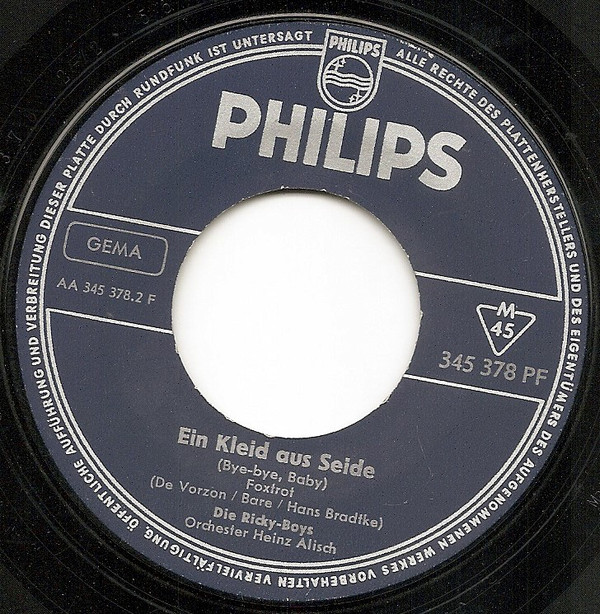 ALLE RECHTE DES PLATTENHERSTELLERS UND DES EIGENTÜMERS DES AUFGENOMMENEN WERKES VORBEHALTEN VERVIELFÄLTIGUNG, ÖFFENTLICHE AUFFÜHRUNG UND VERBREITUNG DIESER PLATTE DURCH RUNDFUNK IST UNTERSAGT
PHILIPS
PHILIPS
GEMA
AA 345 378.2 F
M
45
345 378 PF
Ein Kleid aus Seide
(Bye-bye, Baby)
Foxtrot
(De Vorzon / Bare / Hans Bradtke)
Die Ricky-Boys
Orchester Heinz Alisch